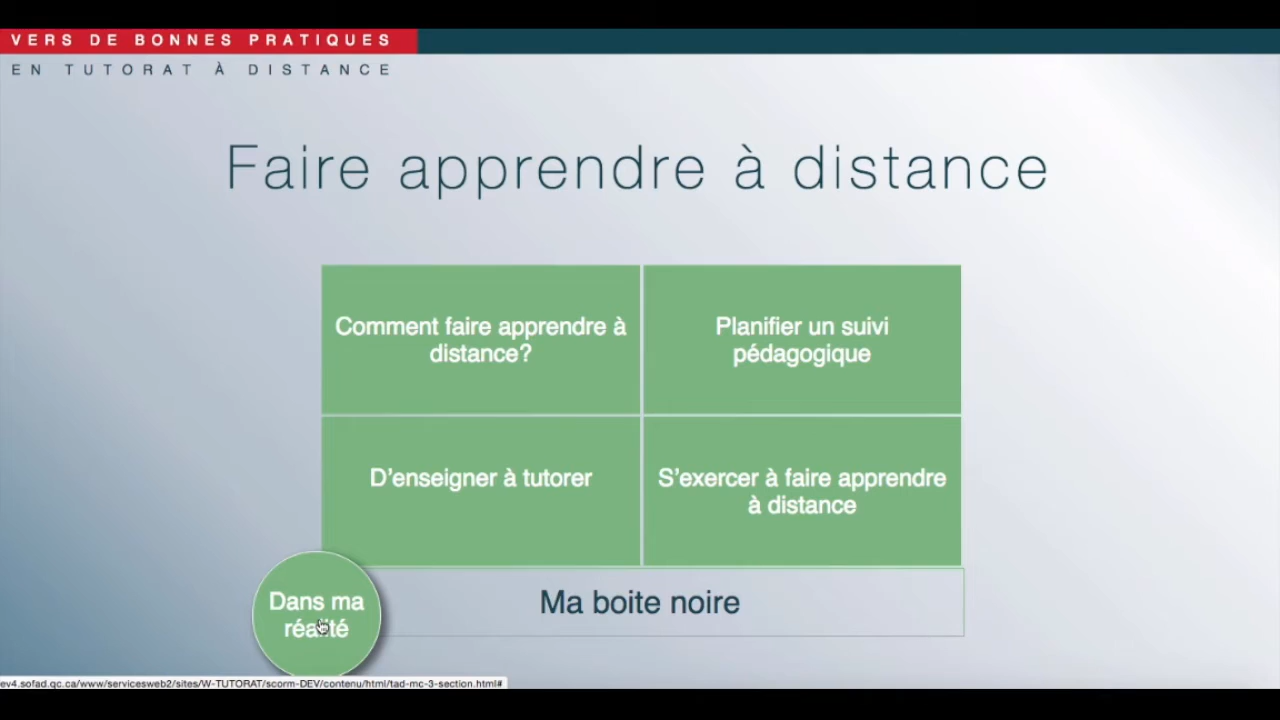 VERS DE BONNES PRATIQUES
EN TUTORAT À DISTANCE
Faire apprendre à distance
Comment faire apprendre à
distance?
Planifier un suivi
pédagogique
D'enseigner à tutorer
S'exercer à faire apprendre
à distance
Dans ma
réalité
Ma boite noire
ev4.sofad.qc.ca/www/servicesweb2/sites/W-TUTORAT/scorm-DEV/contenu/html/tad-mc-3-section.html#